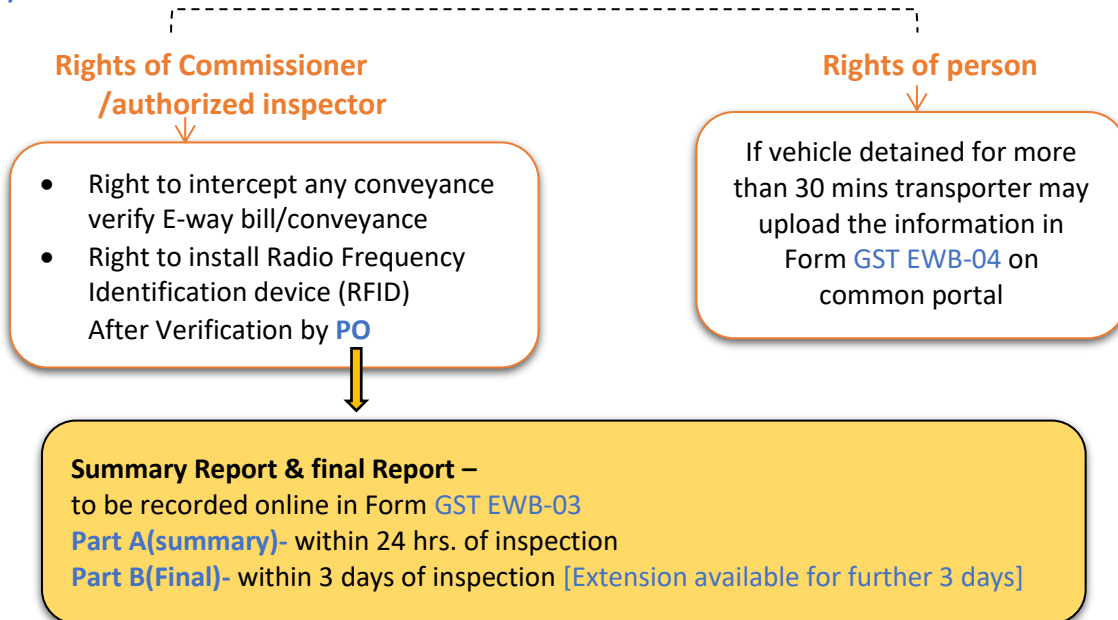 Rights of Commissioner
/authorized inspector
• Right to intercept any conveyance
verify E-way bill/conveyance
• Right to install Radio Frequency
Identification device (RFID)
After Verification by PO
Rights of person
If vehicle detained for more
than 30 mins transporter may
upload the information in
Form GST EWB-04 on
common portal
Summary Report & final Report –
to be recorded online in Form GST EWB-03
Part A(summary)- within 24 hrs. of inspection
Part B(Final)- within 3 days of inspection [Extension available for further 3 days]